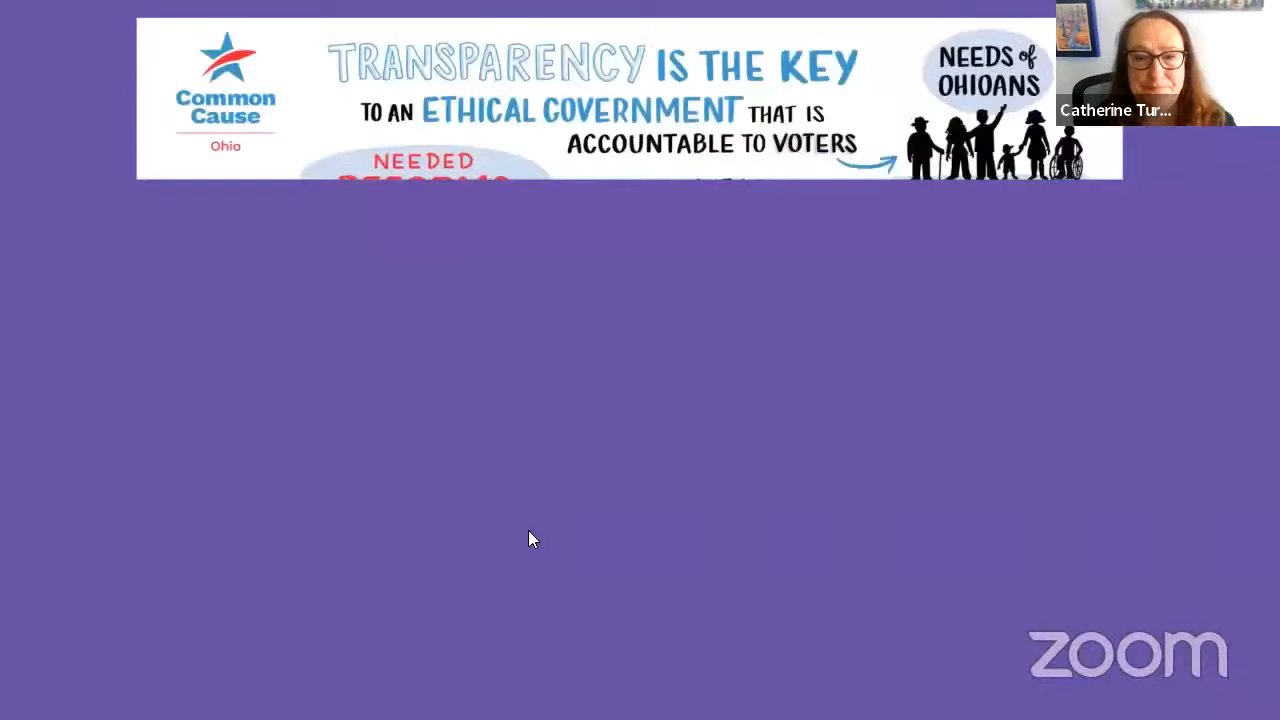 Common
Cause
Ohio
TRANSPARENCY IS THE KEY
TO AN ETHICAL GOVERNMENT THAT IS
ACCOUNTABLE TO VOTERS
NEEDED
NEEDS of
OHIOANS
Catherine Tur...
zoom